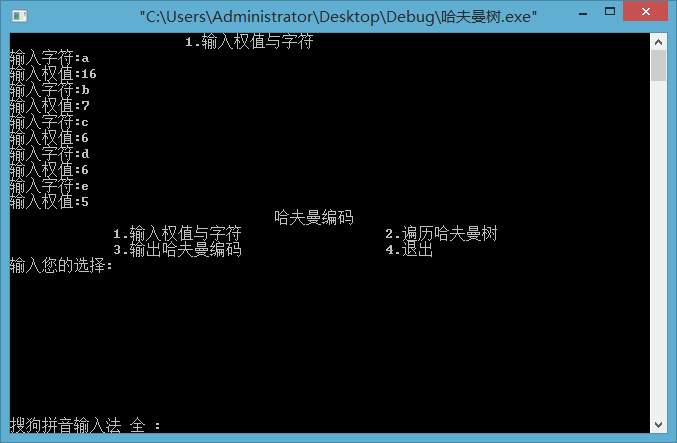 "C:\Users\Administrator\Desktop\Debug\哈夫曼树.exe"
1.输入权值与字符
输入字符:a
输入权值:16
输入字符:b
输入权值:7
输入字符:c
输入权值:6
输入字符:d
输入权值:6
输入字符:e
输入权值:5
哈夫曼编码
1.输入权值与字符 2.遍历哈夫曼树
3.输出哈夫曼编码 4.退出
输入您的选择:
搜狗拼音输入法 全 :